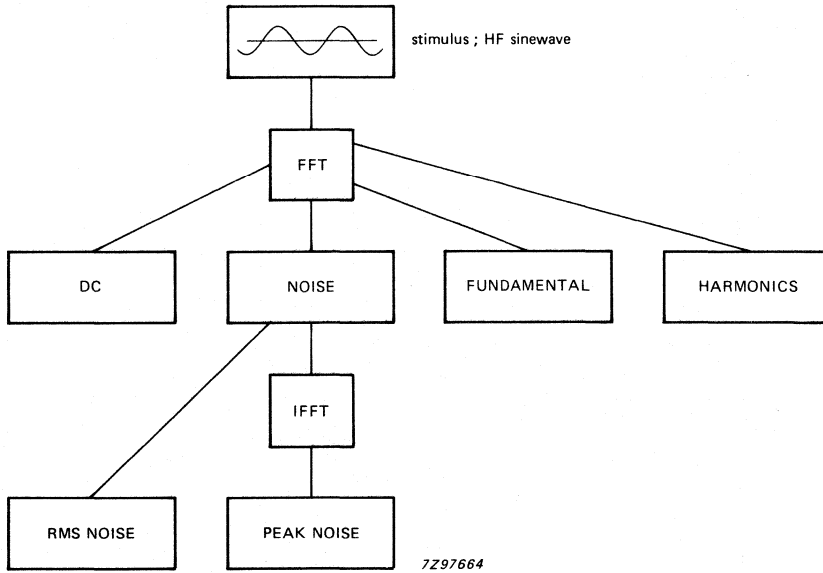 stimulus ; HF sinewave
FFT
DC
NOISE
FUNDAMENTAL
HARMONICS
IFFT
RMS NOISE
PEAK NOISE
7Z97664